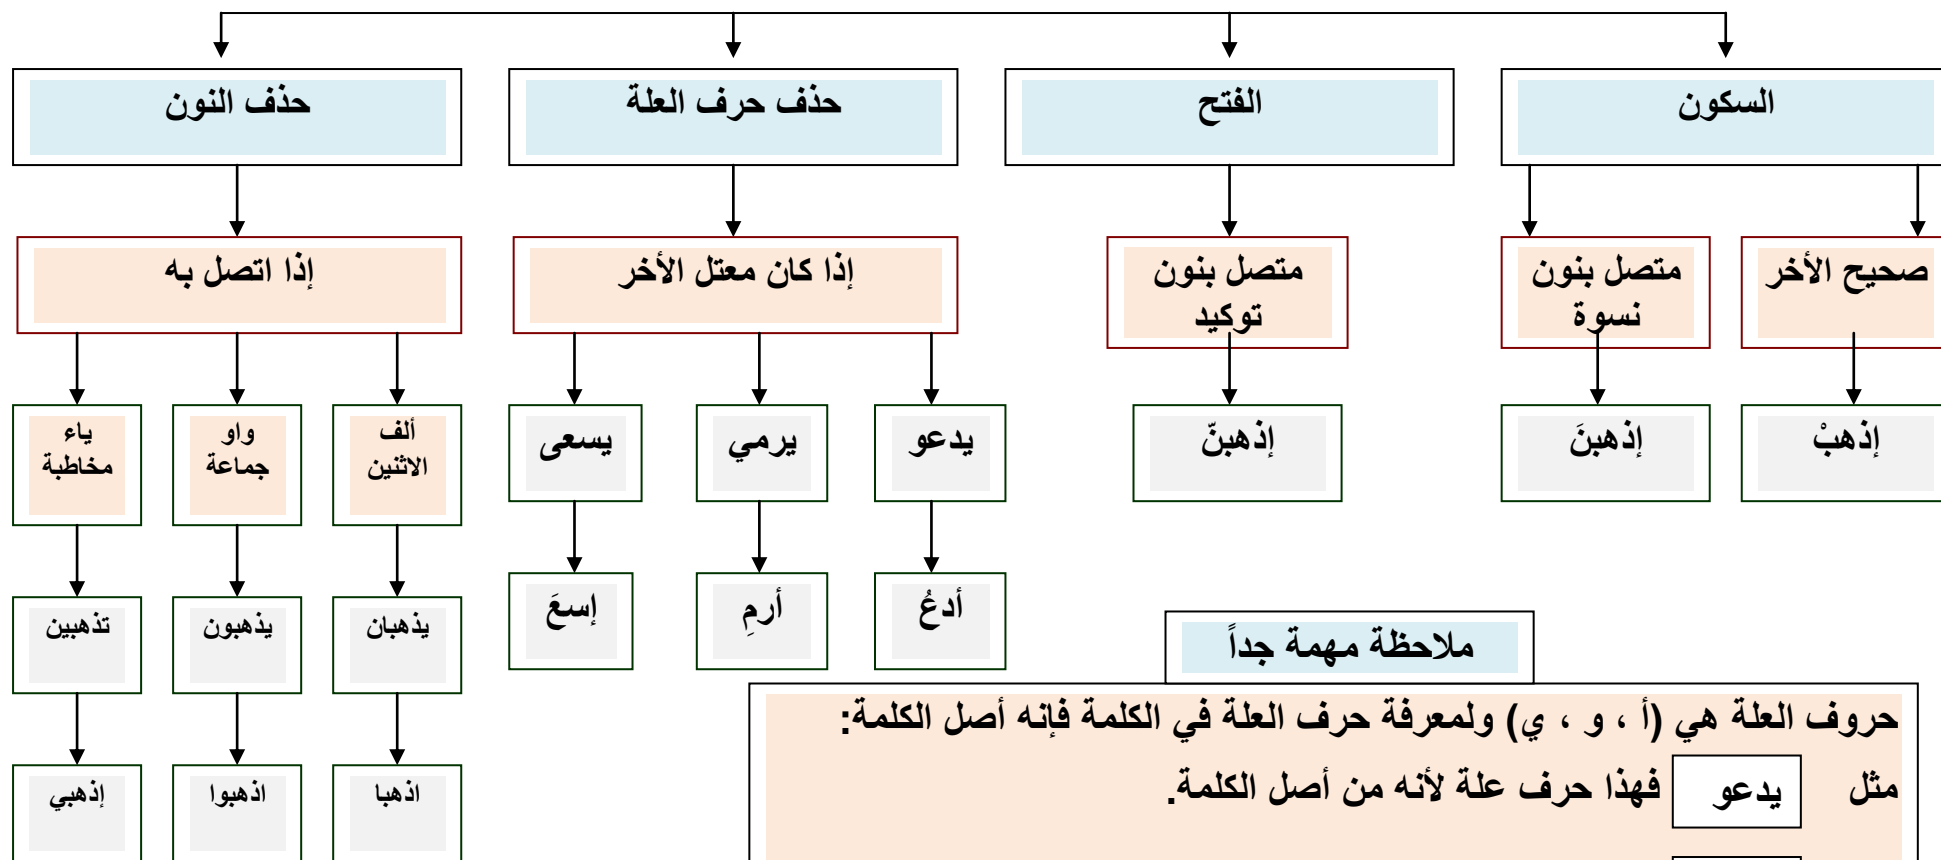 السكون
الفتح
حذف حرف العلة
حذف النون
صحيح الأخر
متصل بنون
نسوة
متصل بنون
توكيد
إذا كان معتل الأخر
إذا اتصل به
إذهبْ
إذهبنَ
إذهبنّ
يدعو
يرمي
يسعى
ألف
الاثنين
واو
جماعة
ياء
مخاطبة
أدعُ
أرمِ
إسعَ
يذهبان
يذهبون
تذهبين
اذهبا
اذهبوا
إذهبي
ملاحظة مهمة جداً
حروف العلة هي (أ ، و ، ي) ولمعرفة حرف العلة في الكلمة فإنه أصل الكلمة:
مثل يدعو فهذا حرف علة لأنه من أصل الكلمة.